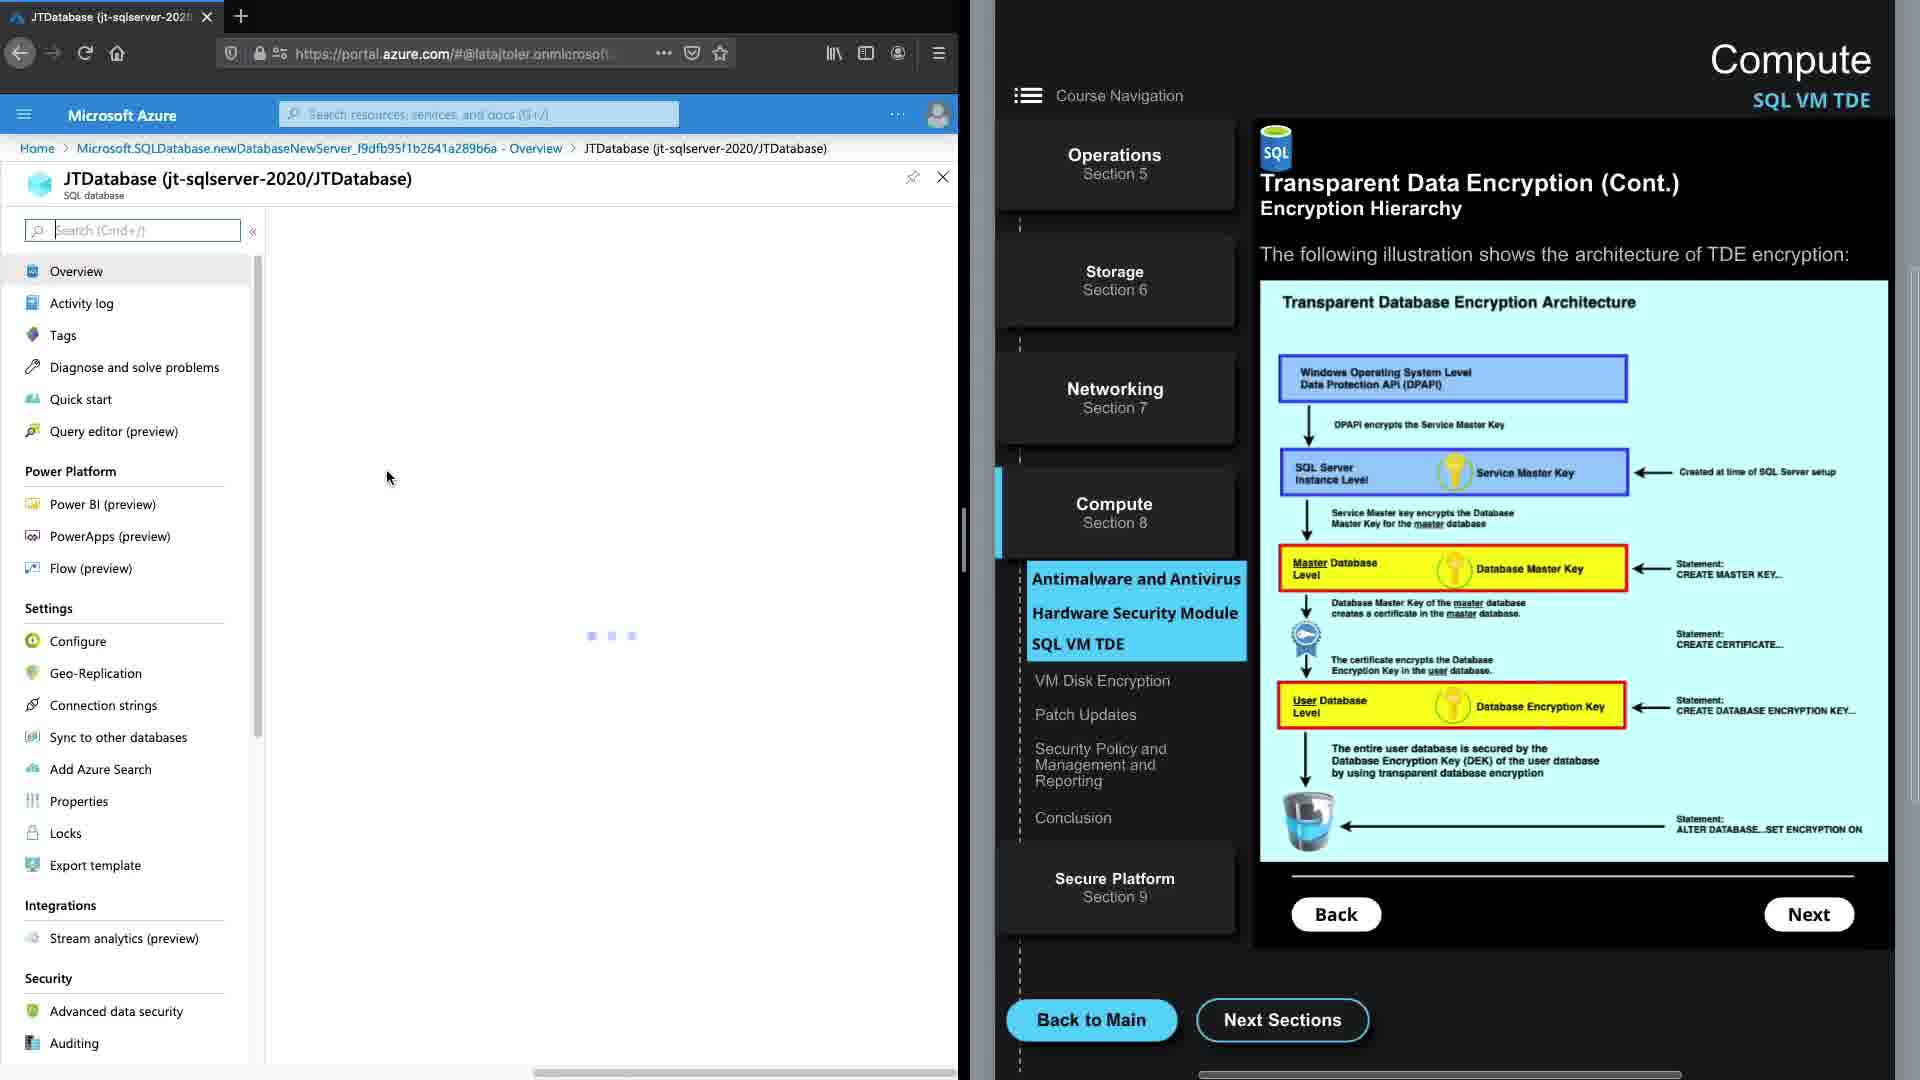 JTDatabase (jt-sqlserver-2020
https://portal.azure.com/#@latajtoler.onmicrosoft.
Microsoft Azure
Search resources, services, and docs (G+/)
Home > Microsoft.SQLDatabase.newDatabaseNewServer_f9dfb95f1b2641a289b6a - Overview > JTDatabase (jt-sqlserver-2020/JTDatabase)
JTDatabase (jt-sqlserver-2020/JTDatabase)
SQL database
Search (Cmd+/)
Overview
Activity log
Tags
Diagnose and solve problems
Quick start
Query editor (preview)
Power Platform
Power BI (preview)
PowerApps (preview)
Flow (preview)
Settings
Configure
Geo-Replication
Connection strings
Sync to other databases
Add Azure Search
Properties
Locks
Export template
Integrations
Stream analytics (preview)
Security
Advanced data security
Auditing
Compute
SQL VM TDE
Course Navigation
Operations
Section 5
Storage
Section 6
Networking
Section 7
Compute
Section 8
Antimalware and Antivirus
Hardware Security Module
SQL VM TDE
VM Disk Encryption
Patch Updates
Security Policy and
Management and
Reporting
Conclusion
Secure Platform
Section 9
Back to Main
Next Sections
SQL
Transparent Data Encryption (Cont.)
Encryption Hierarchy
The following illustration shows the architecture of TDE encryption:
Transparent Database Encryption Architecture
Windows Operating System Level
Data Protection API (DPAPI)
DPAPI encrypts the Service Master Key
SQL Server
Instance Level
Service Master Key
Created at time of SQL Server setup
Service Master key encrypts the Database
Master Key for the master database
Master Database
Level
Database Master Key
Statement:
CREATE MASTER KEY...
Database Master Key of the master database
creates a certificate in the master database.
Statement:
CREATE CERTIFICATE...
The certificate encrypts the Database
Encryption Key in the user database.
User Database
Level
Database Encryption Key
Statement:
CREATE DATABASE ENCRYPTION KEY...
The entire user database is secured by the
Database Encryption Key (DEK) of the user database
by using transparent database encryption
Statement:
ALTER DATABASE...SET ENCRYPTION ON
Back
Next